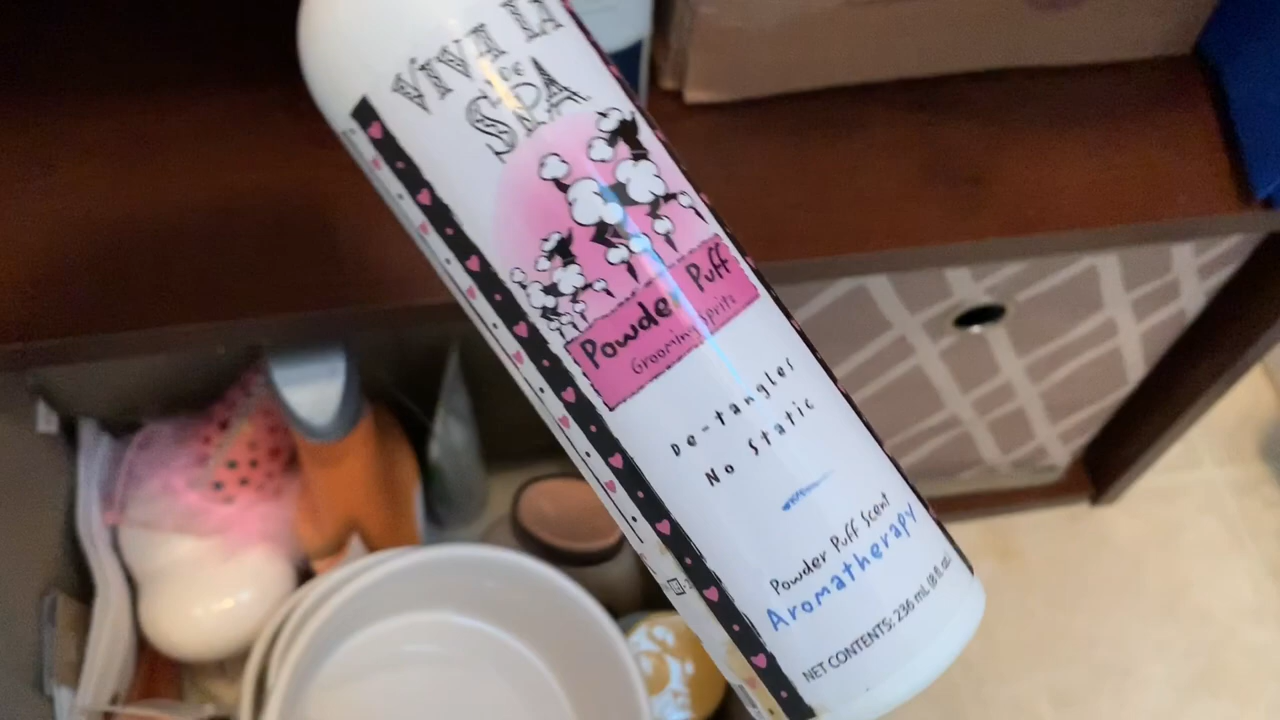 VIVA LA
DE
SPA
Powder Puff
Grooming Spritz
De-tangles
No Static
Powder Puff Scent
Aromatherapy
NET CONTENTS: 236 mL (8 fl oz)